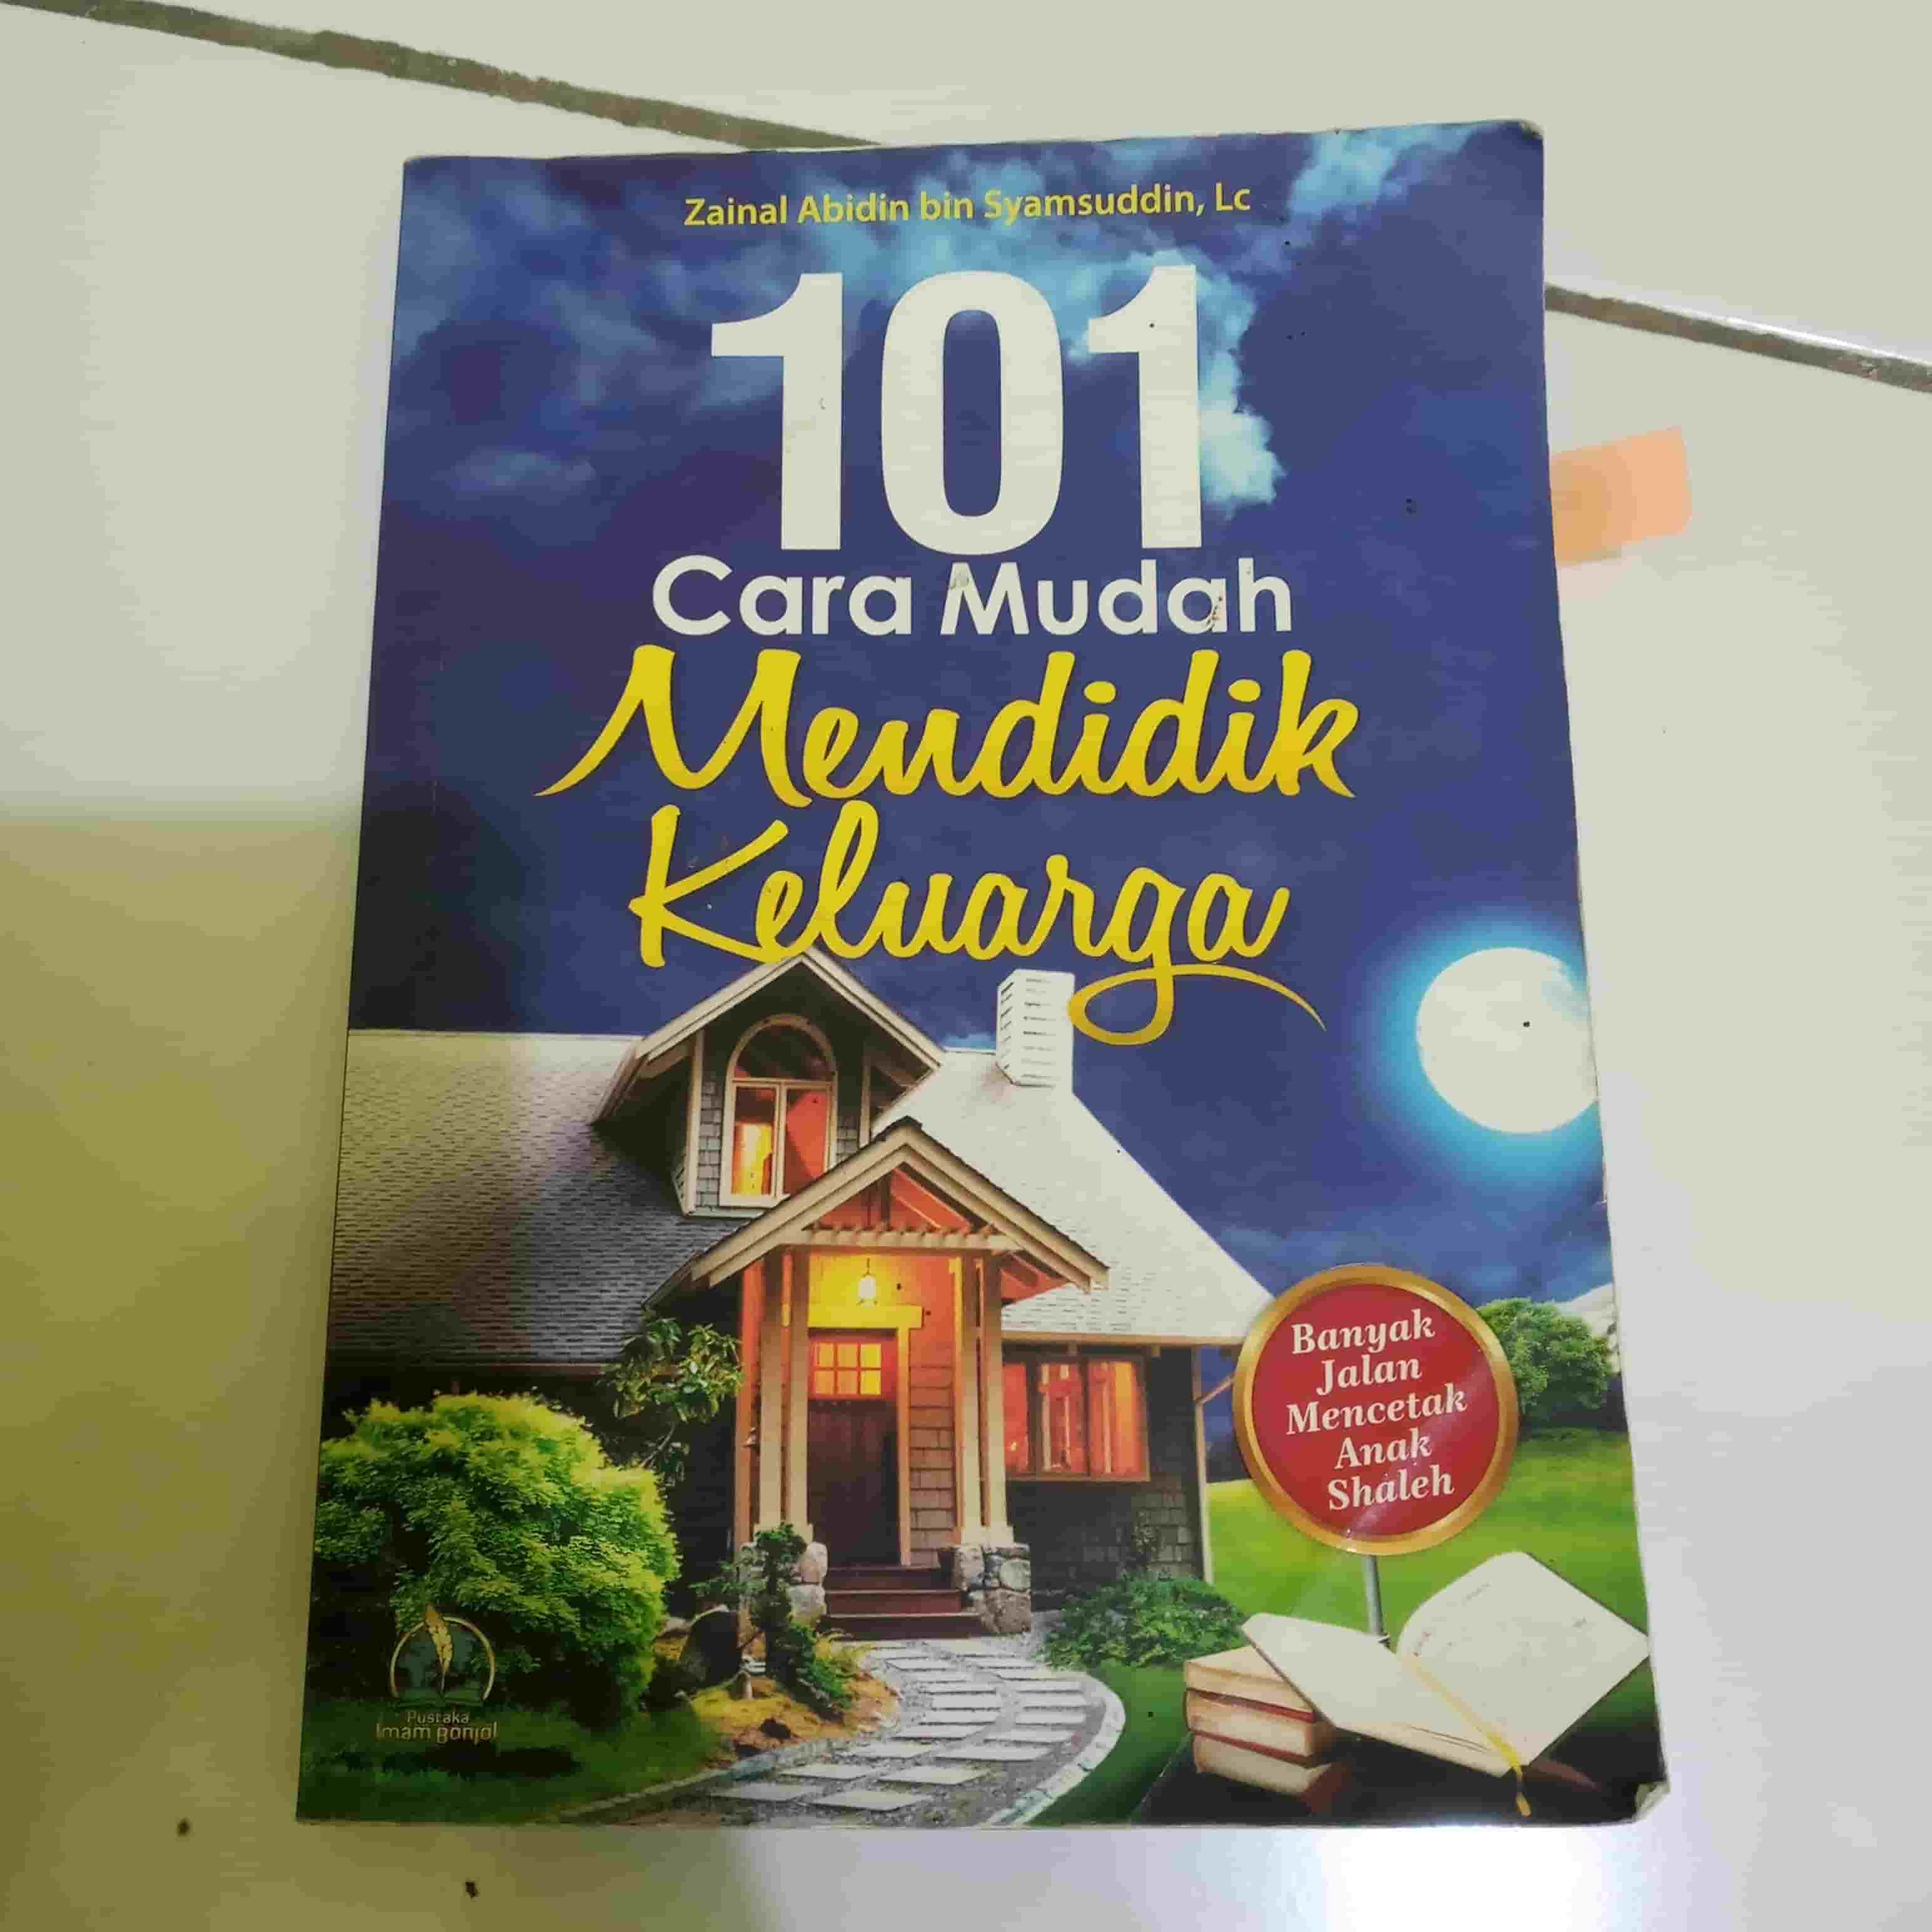 Zainal Abidin bin Syamsuddin, Lc
101
Cara Mudah
Mendidik
Keluarga
Banyak
Jalan
Mencetak
Anak
Shaleh
Pustaka
Imam Bonjol